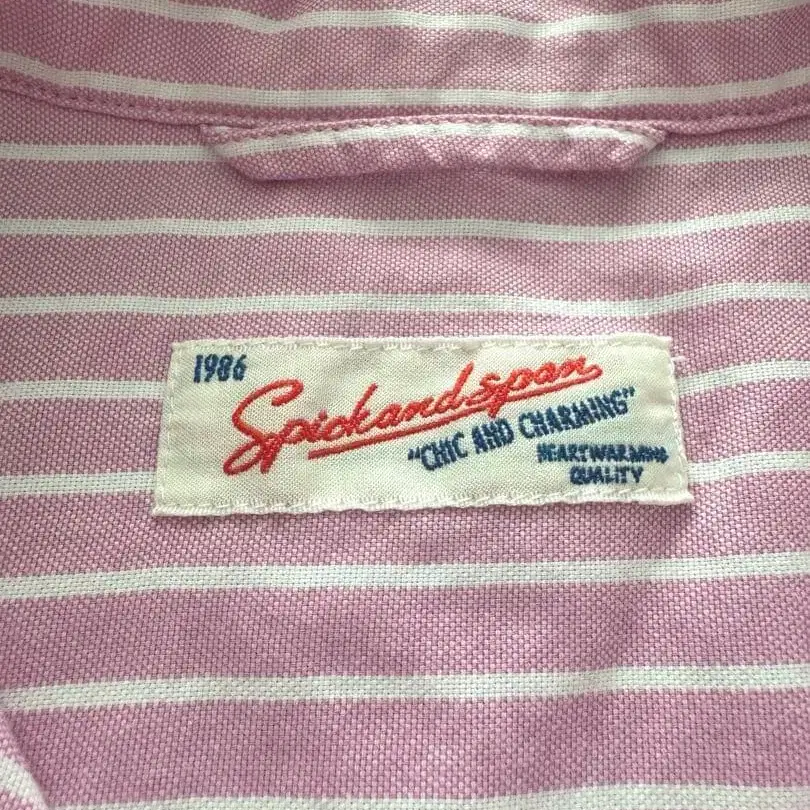 1986
Spickandspan
"CHIC AND CHARMING"
HEARTWARMING
QUALITY